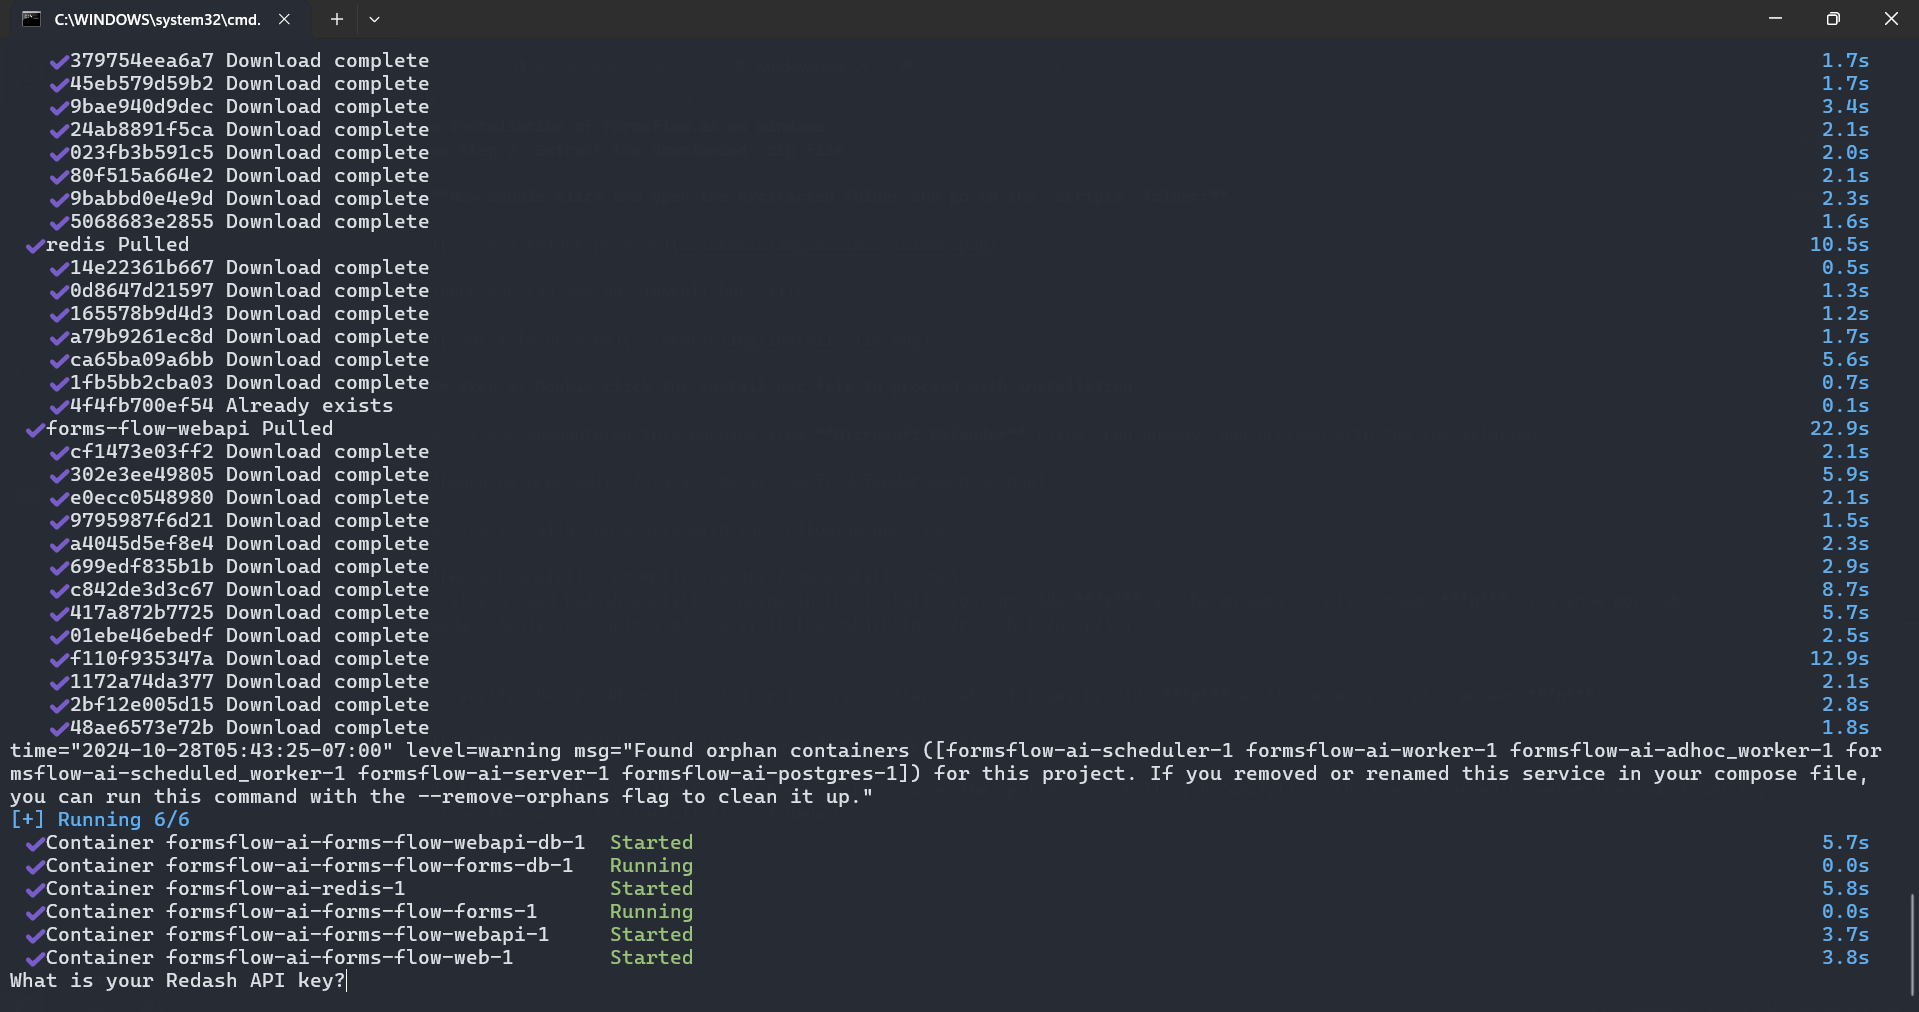 C:\WINDOWS\system32\cmd.
379754eea6a7 Download complete 1.7s
45eb579d59b2 Download complete 1.7s
9bae940d9dec Download complete 3.4s
24ab8891f5ca Download complete 2.1s
023fb3b591c5 Download complete 2.0s
80f515a664e2 Download complete 2.1s
9babbd0e4e9d Download complete 2.3s
5068683e2855 Download complete 1.6s
redis Pulled 10.5s
14e22361b667 Download complete 0.5s
0d8647d21597 Download complete 1.3s
165578b9d4d3 Download complete 1.2s
a79b9261ec8d Download complete 1.7s
ca65ba09a6bb Download complete 5.6s
1fb5bb2cba03 Download complete 0.7s
4f4fb700ef54 Already exists 0.1s
forms-flow-webapi Pulled 22.9s
cf1473e03ff2 Download complete 2.1s
302e3ee49805 Download complete 5.9s
e0ecc0548980 Download complete 2.1s
9795987f6d21 Download complete 1.5s
a4045d5ef8e4 Download complete 2.3s
699edf835b1b Download complete 2.9s
c842de3d3c67 Download complete 8.7s
417a872b7725 Download complete 5.7s
01ebe46ebedf Download complete 2.5s
f110f935347a Download complete 12.9s
1172a74da377 Download complete 2.1s
2bf12e005d15 Download complete 2.8s
48ae6573e72b Download complete 1.8s
time="2024-10-28T05:43:25-07:00" level=warning msg="Found orphan containers ([formsflow-ai-scheduler-1 formsflow-ai-worker-1 formsflow-ai-adhoc_worker-1 for
msflow-ai-scheduled_worker-1 formsflow-ai-server-1 formsflow-ai-postgres-1]) for this project. If you removed or renamed this service in your compose file,
you can run this command with the --remove-orphans flag to clean it up."
[+] Running 6/6
Container formsflow-ai-forms-flow-webapi-db-1 Started 5.7s
Container formsflow-ai-forms-flow-forms-db-1 Running 0.0s
Container formsflow-ai-redis-1 Started 5.8s
Container formsflow-ai-forms-flow-forms-1 Running 0.0s
Container formsflow-ai-forms-flow-webapi-1 Started 3.7s
Container formsflow-ai-forms-flow-web-1 Started 3.8s
What is your Redash API key?